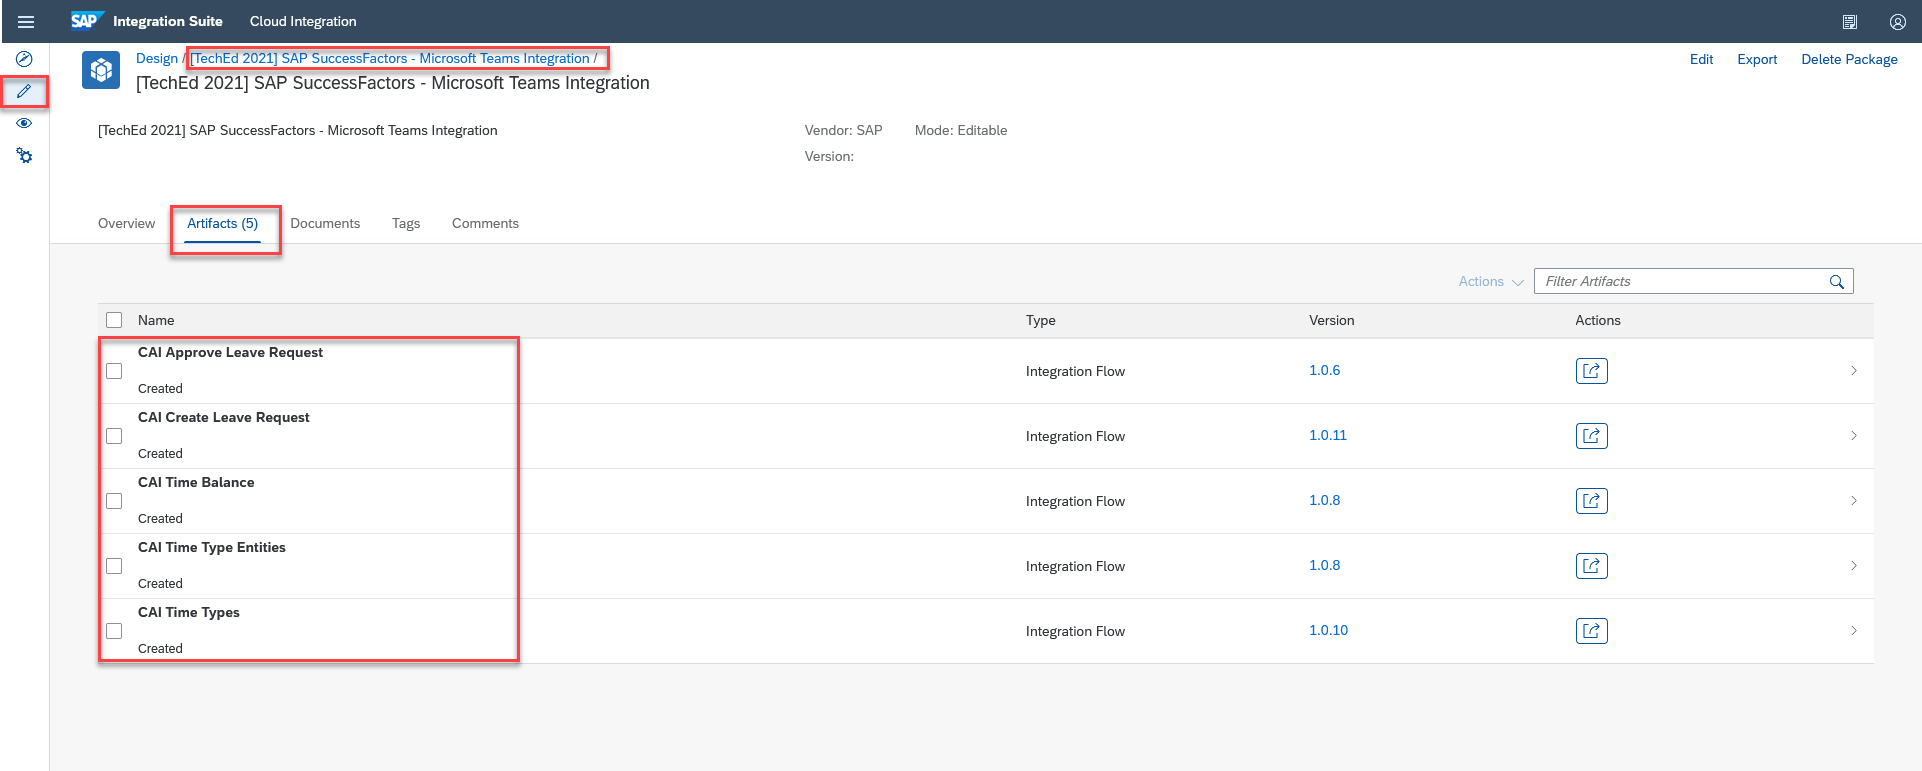 SAP Integration Suite Cloud Integration
Design / [TechEd 2021] SAP SuccessFactors - Microsoft Teams Integration /
Edit Export Delete Package
[TechEd 2021] SAP SuccessFactors - Microsoft Teams Integration
[TechEd 2021] SAP SuccessFactors - Microsoft Teams Integration
Vendor: SAP Mode: Editable
Version:
Overview Artifacts (5) Documents Tags Comments
Actions Filter Artifacts
Name Type Version Actions
CAI Approve Leave Request
Integration Flow 1.0.6
Created
CAI Create Leave Request
Integration Flow 1.0.11
Created
CAI Time Balance
Integration Flow 1.0.8
Created
CAI Time Type Entities
Integration Flow 1.0.8
Created
CAI Time Types
Integration Flow 1.0.10
Created